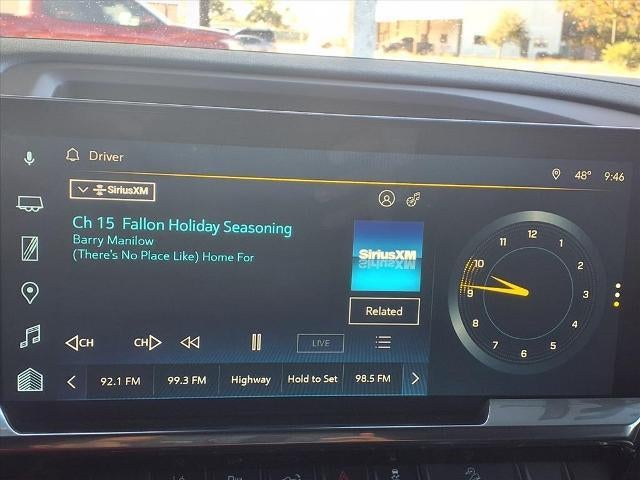 Driver
48° 9:46
SiriusXM
Ch 15 Fallon Holiday Seasoning
Barry Manilow
(There's No Place Like) Home For
SiriusXM
Related
CH CH LIVE
92.1 FM 99.3 FM Highway Hold to Set 98.5 FM
12 1 2 3 4 5 6 7 8 9 10 11